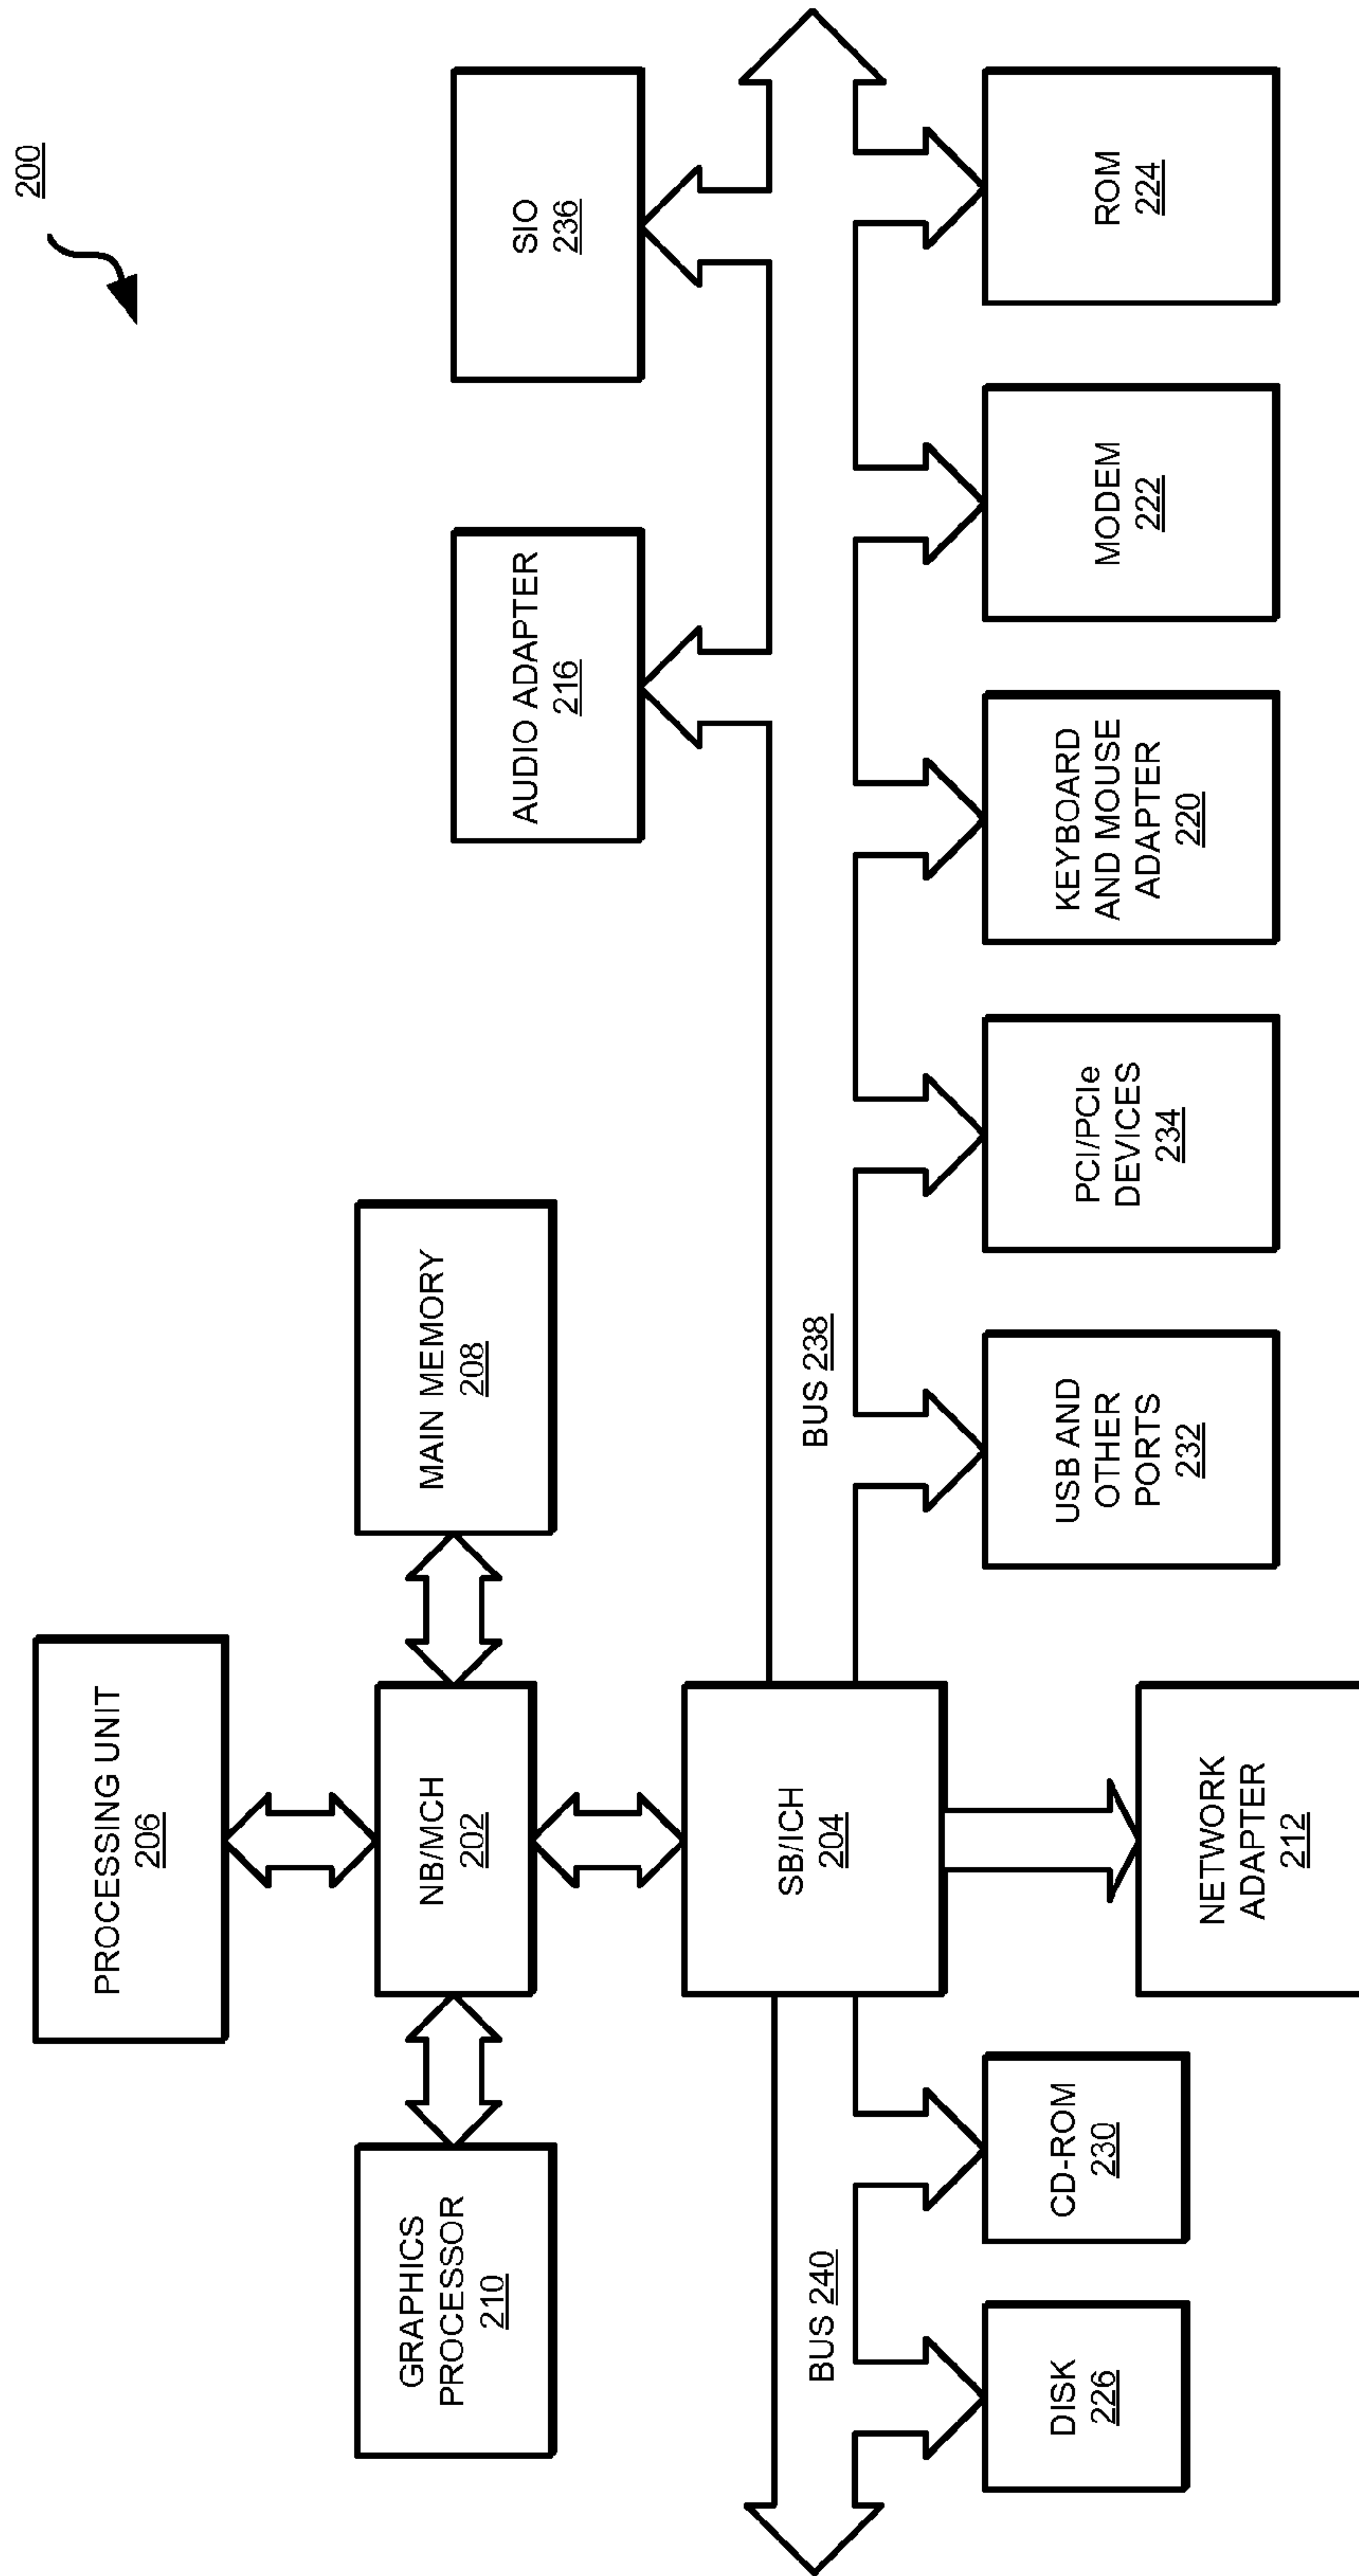 200
PROCESSING UNIT
206
GRAPHICS
PROCESSOR
210
NB/MCH
202
MAIN MEMORY
208
AUDIO ADAPTER
216
SIO
236
SB/ICH
204
BUS 240
BUS 238
DISK
226
CD-ROM
230
NETWORK
ADAPTER
212
USB AND
OTHER
PORTS
232
PCI/PCIe
DEVICES
234
KEYBOARD
AND MOUSE
ADAPTER
220
MODEM
222
ROM
224